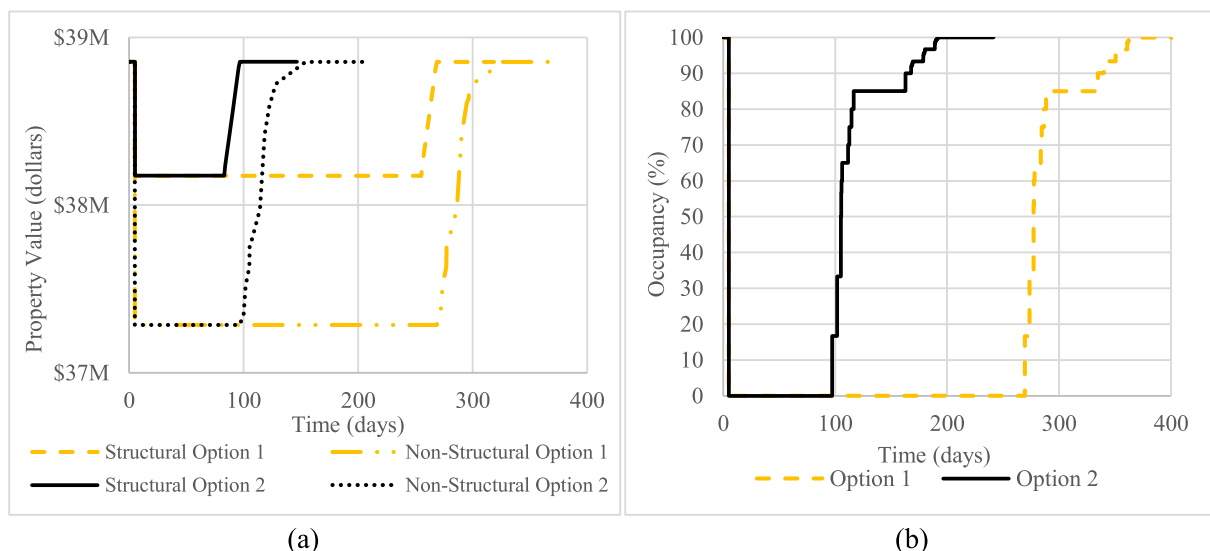 $39M
$38M
$37M
Property Value (dollars)
0 100 200 300 400
Time (days)
Structural Option 1 Non-Structural Option 1
Structural Option 2 Non-Structural Option 2
(a)
100
90
80
70
60
50
40
30
20
10
0
Occupancy (%)
0 100 200 300 400
Time (days)
Option 1 Option 2
(b)